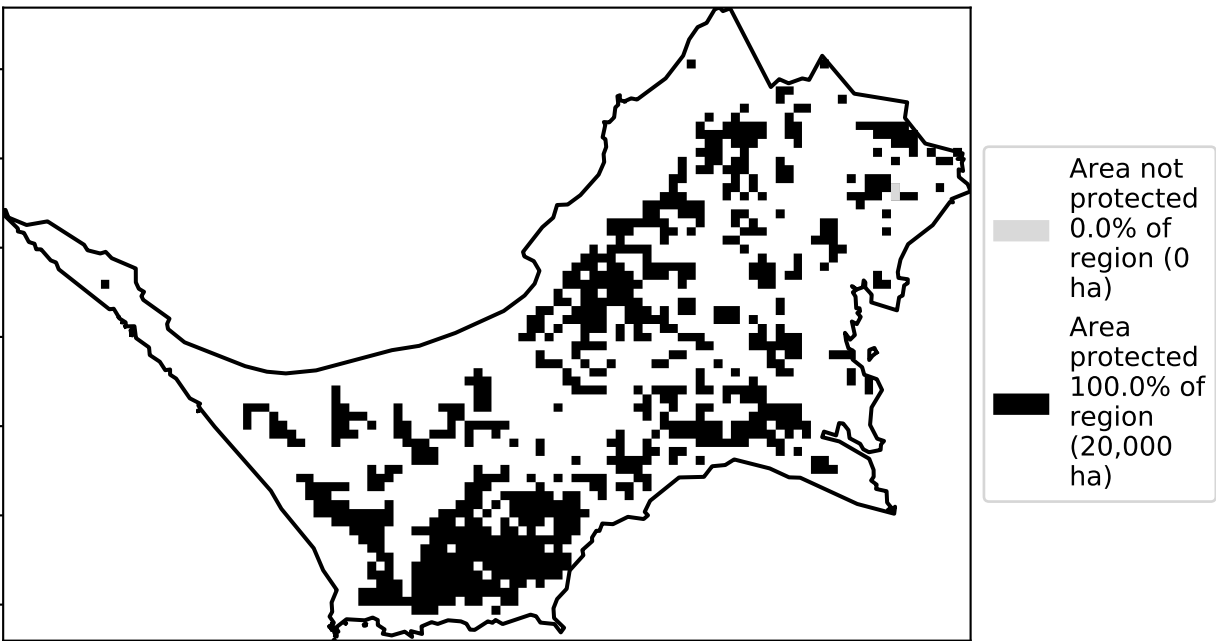 Area not
protected
0.0% of
region (0
ha)
Area
protected
100.0% of
region
(20,000
ha)